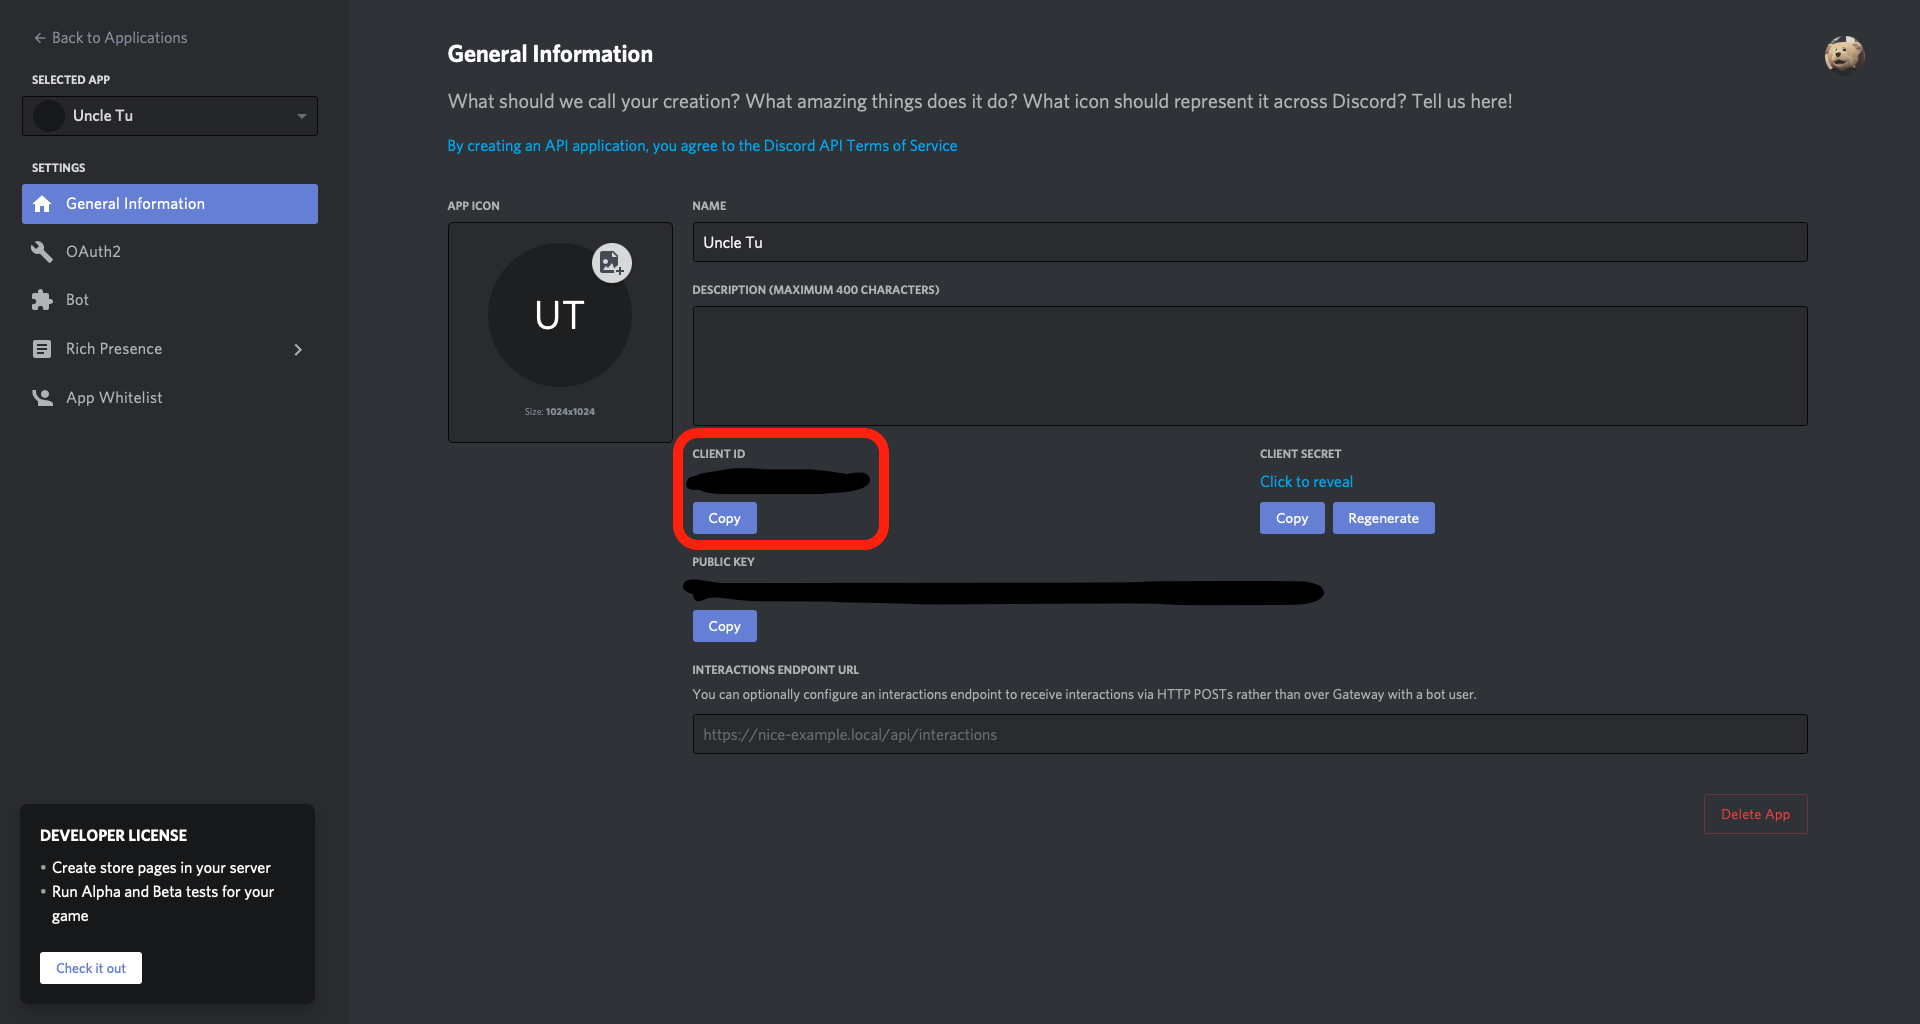 Back to Applications
SELECTED APP
Uncle Tu
SETTINGS
General Information
OAuth2
Bot
Rich Presence
App Whitelist
DEVELOPER LICENSE
• Create store pages in your server
• Run Alpha and Beta tests for your
game
Check it out
General Information
What should we call your creation? What amazing things does it do? What icon should represent it across Discord? Tell us here!
By creating an API application, you agree to the Discord API Terms of Service
APP ICON
UT
Size: 1024x1024
NAME
Uncle Tu
DESCRIPTION (MAXIMUM 400 CHARACTERS)
CLIENT ID
Copy
CLIENT SECRET
Click to reveal
Copy
Regenerate
PUBLIC KEY
Copy
INTERACTIONS ENDPOINT URL
You can optionally configure an interactions endpoint to receive interactions via HTTP POSTs rather than over Gateway with a bot user.
https://nice-example.local/api/interactions
Delete App